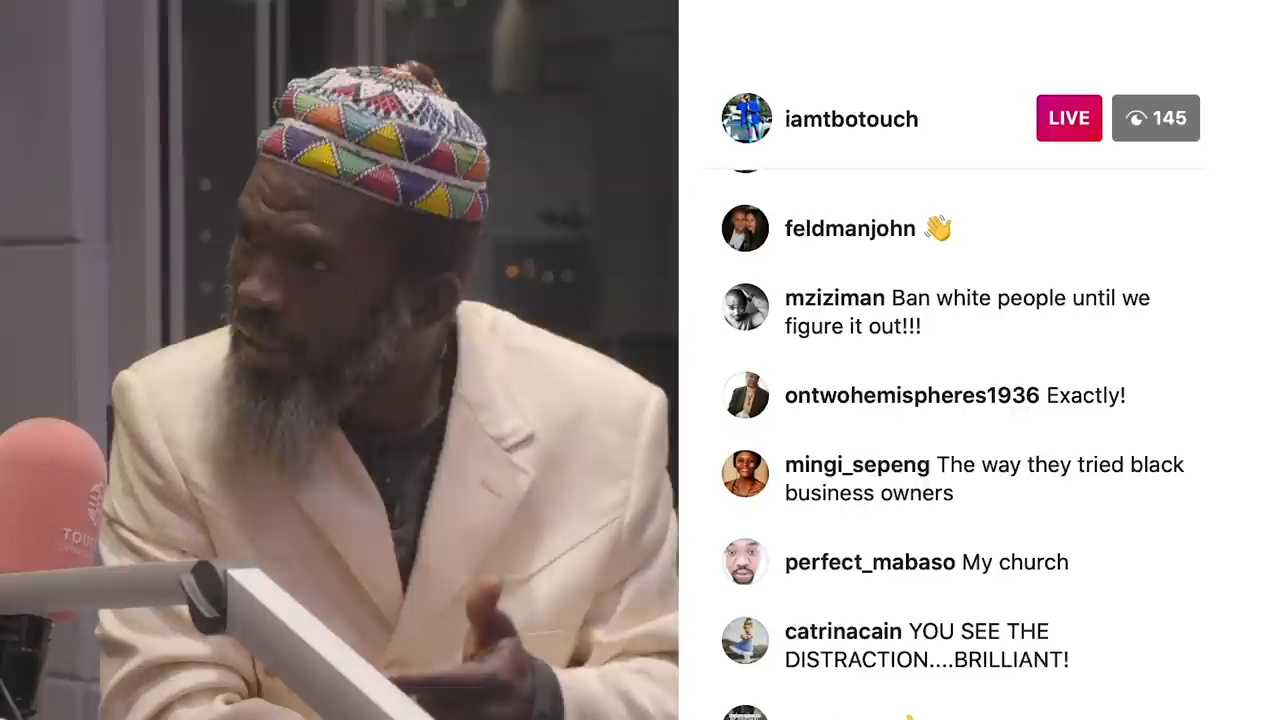 iamtbotouch
LIVE
145
feldmanjohn 👋
mziziman Ban white people until we
figure it out!!!
ontwohemispheres1936 Exactly!
mingi_sepeng The way they tried black
business owners
perfect_mabaso My church
catrinacain YOU SEE THE
DISTRACTION....BRILLIANT!